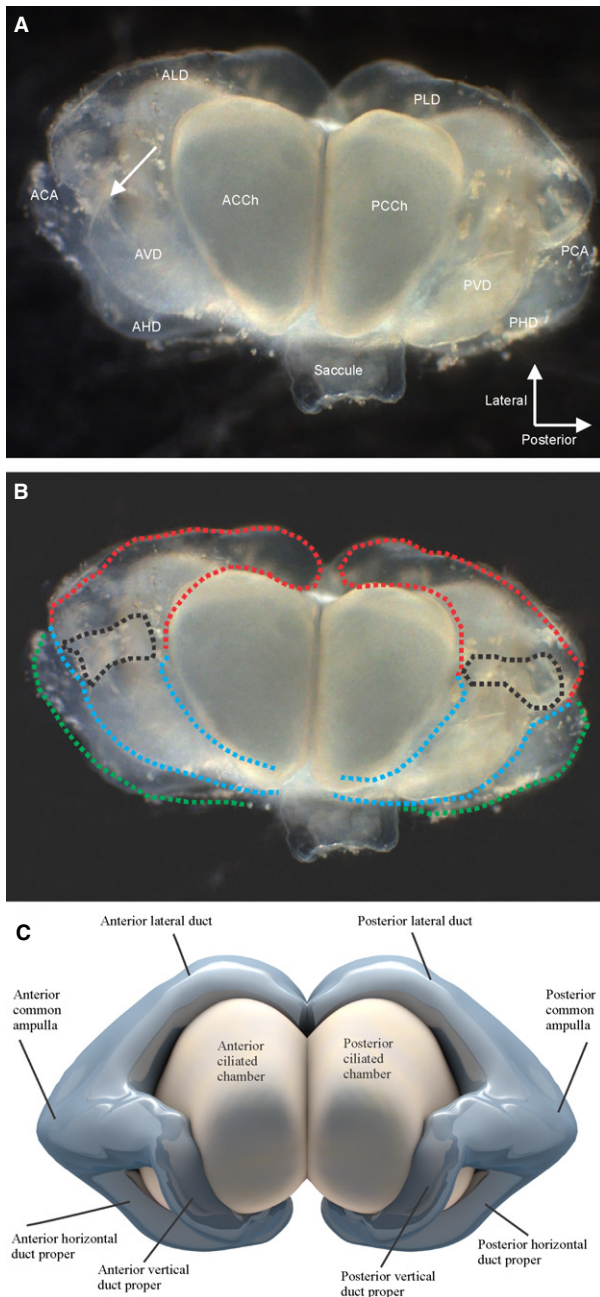 A
ALD
PLD
ACA
ACCh
PCCh
AVD
PCA
PVD
AHD
PHD
Saccule
Lateral
Posterior
B
C
Anterior lateral duct
Posterior lateral duct
Anterior
common
ampulla
Posterior
common
ampulla
Anterior
ciliated
chamber
Posterior
ciliated
chamber
Anterior horizontal
duct proper
Anterior vertical
duct proper
Posterior vertical
duct proper
Posterior horizontal
duct proper